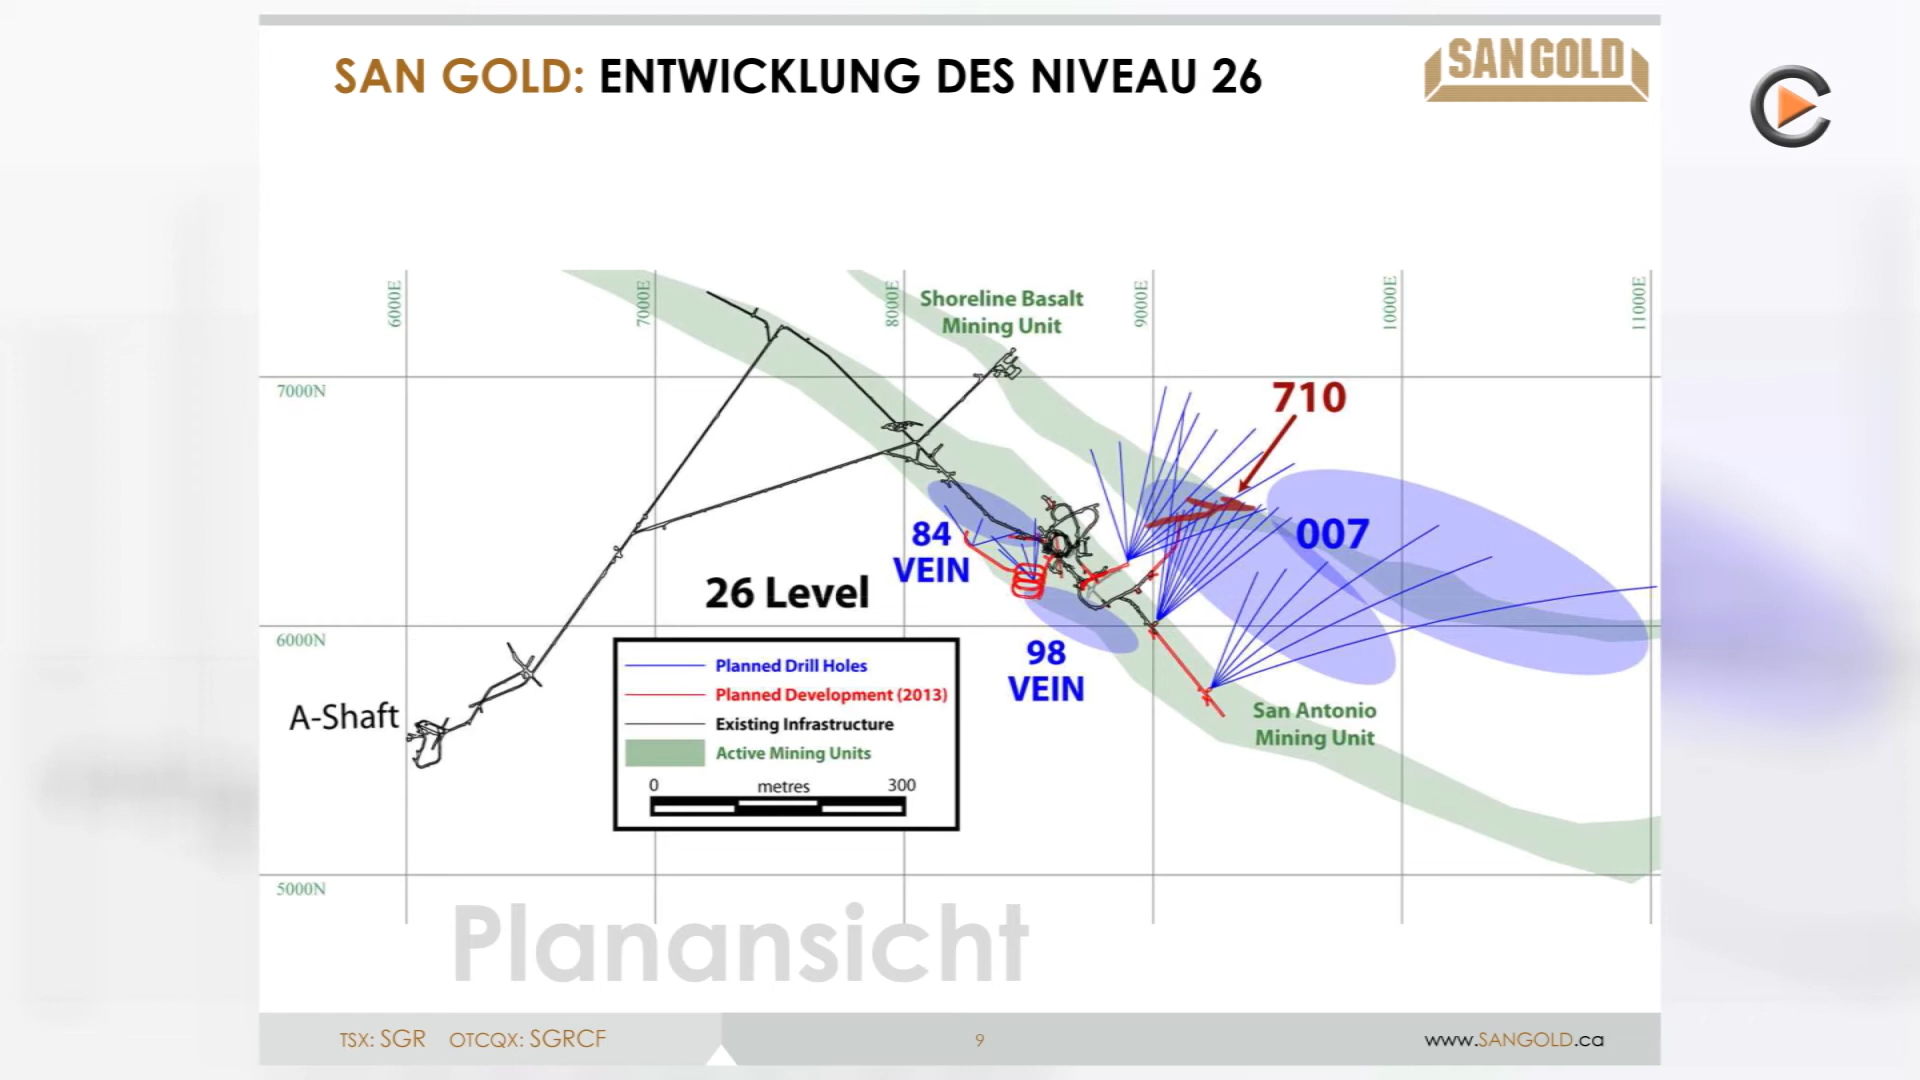 SAN GOLD: ENTWICKLUNG DES NIVEAU 26
SAN GOLD
6000E
7000E
8000E
9000E
10000E
11000E
Shoreline Basalt
Mining Unit
7000N
710
007
84
VEIN
26 Level
6000N
98
VEIN
Planned Drill Holes
Planned Development (2013)
Existing Infrastructure
Active Mining Units
0 metres 300
A-Shaft
San Antonio
Mining Unit
5000N
Planansicht
TSX: SGR OTCQX: SGRCF
9
www.SANGOLD.ca